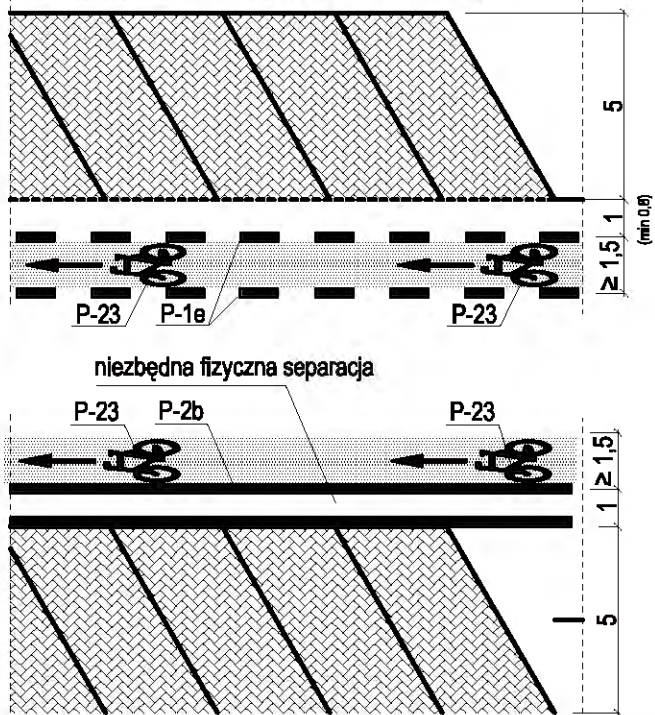 5
1
(min 0,8)
≥ 1,5
P-23
P-1e
P-23
niezbędna fizyczna separacja
P-23
P-2b
P-23
≥ 1,5
1
5